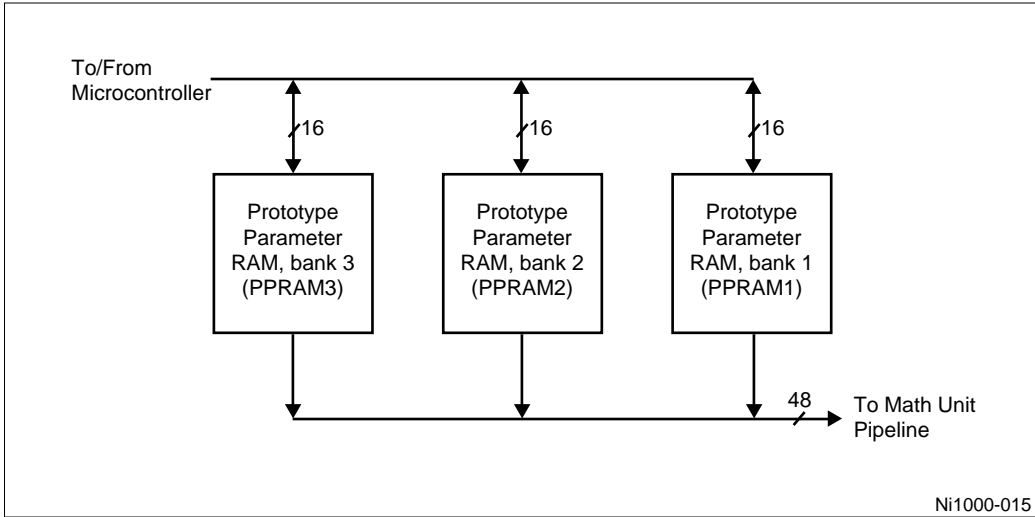 To/From
Microcontroller
16
16
16
Prototype
Parameter
RAM, bank 3
(PPRAM3)
Prototype
Parameter
RAM, bank 2
(PPRAM2)
Prototype
Parameter
RAM, bank 1
(PPRAM1)
48
To Math Unit
Pipeline
Ni1000-015